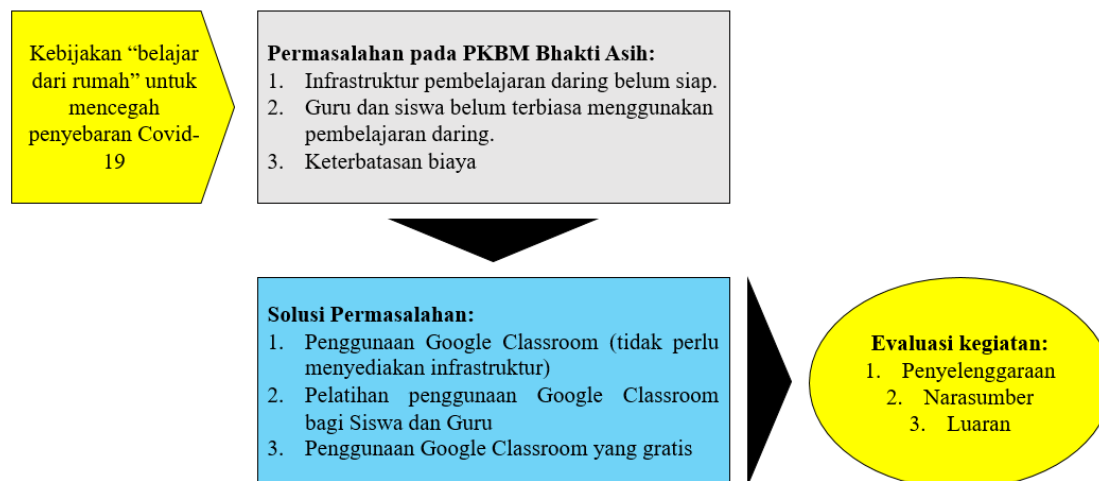 Kebijakan “belajar
dari rumah” untuk
mencegah
penyebaran Covid-
19
Permasalahan pada PKBM Bhakti Asih:
1. Infrastruktur pembelajaran daring belum siap.
2. Guru dan siswa belum terbiasa menggunakan
pembelajaran daring.
3. Keterbatasan biaya
Solusi Permasalahan:
1. Penggunaan Google Classroom (tidak perlu
menyediakan infrastruktur)
2. Pelatihan penggunaan Google Classroom
bagi Siswa dan Guru
3. Penggunaan Google Classroom yang gratis
Evaluasi kegiatan:
1. Penyelenggaraan
2. Narasumber
3. Luaran